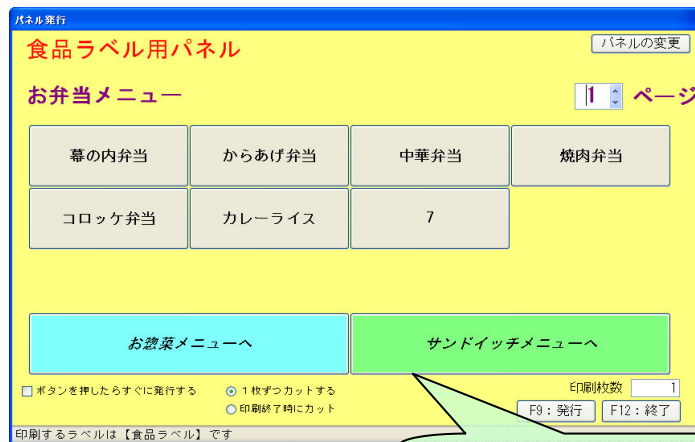 パネル発行
食品ラベル用パネル
パネルの変更
お弁当メニュー
1 ページ
幕の内弁当 からあげ弁当 中華弁当 焼肉弁当
コロッケ弁当 カレーライス 7
お惣菜メニューへ サンドイッチメニューへ
ボタンを押したらすぐに発行する 1枚ずつカットする 印刷枚数 1
印刷終了時にカット F9:発行 F12:終了
印刷するラベルは【食品ラベル】です